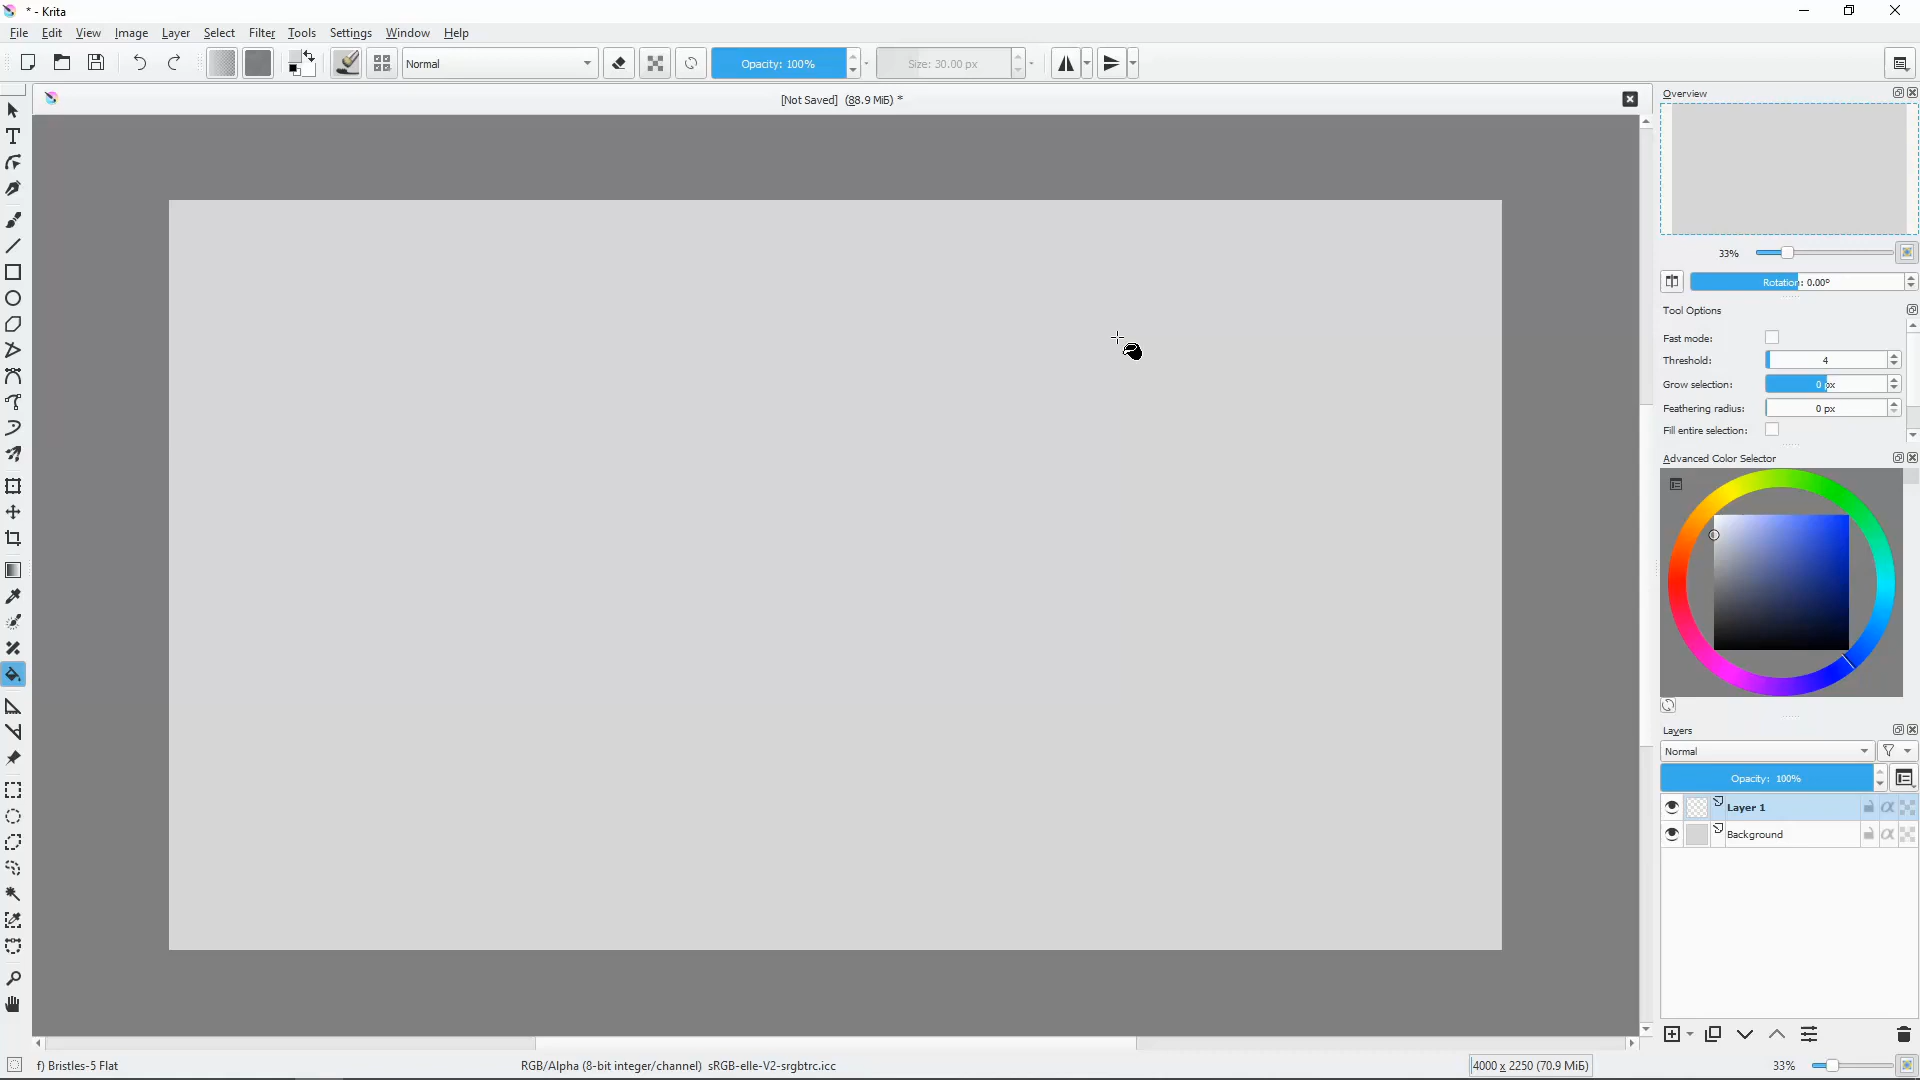 * - Krita
File Edit View Image Layer Select Filter Tools Settings Window Help
Normal Opacity: 100% Size: 30.00 px
[Not Saved] (88.9 MiB) *
Overview
33%
Rotation: 0.00°
Tool Options
Fast mode:
Threshold: 4
Grow selection: 0 px
Feathering radius: 0 px
Fill entire selection:
Advanced Color Selector
Layers
Normal
Opacity: 100%
Layer 1
Background
f) Bristles-5 Flat RGB/Alpha (8-bit integer/channel) sRGB-elle-V2-srgbtrc.icc 4000 x 2250 (70.9 MiB) 33%